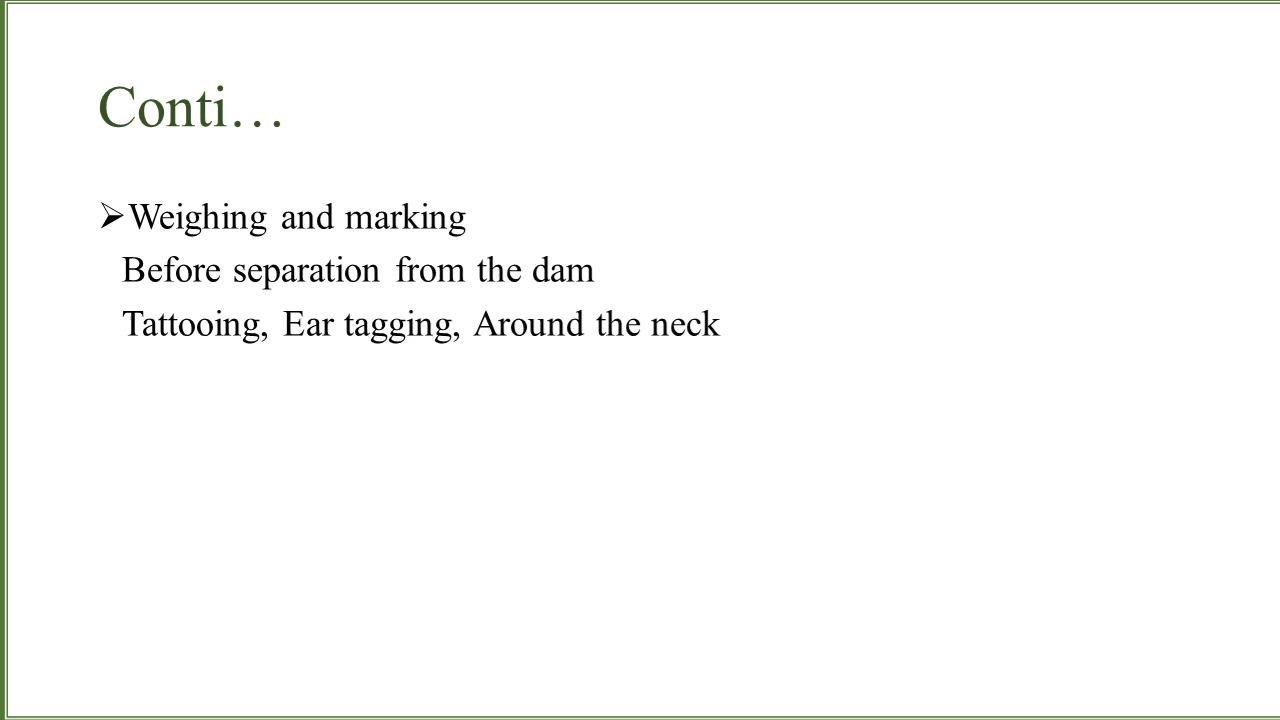 Conti…
➢Weighing and marking
Before separation from the dam
Tattooing, Ear tagging, Around the neck